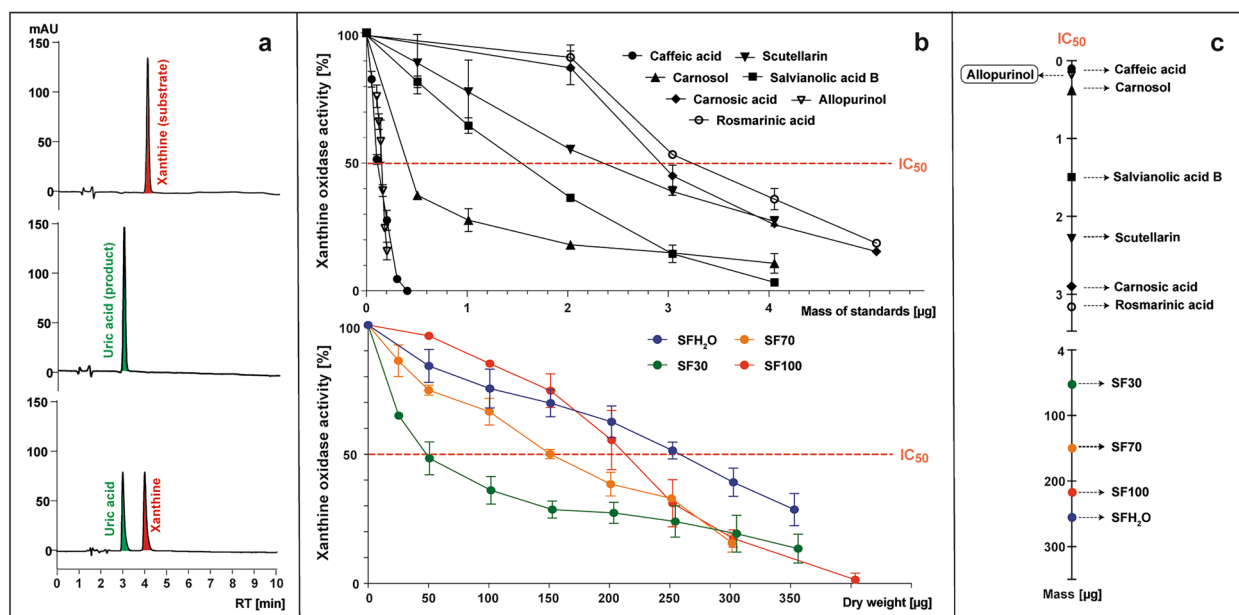 a
mAU
150
100
50
0
Xanthine (substrate)
150
100
50
0
Uric acid (product)
150
100
50
0
Uric acid
Xanthine
0 1 2 3 4 5 6 7 8 9 10
RT [min]
b
Xanthine oxidase activity [%]
100
50
0
Caffeic acid
Scutellarin
Carnosol
Salvianolic acid B
Carnosic acid
Allopurinol
Rosmarinic acid
IC50
0 1 2 3 4
Mass of standards [µg]
Xanthine oxidase activity [%]
100
50
0
SFH2O
SF70
SF30
SF100
IC50
0 50 100 150 200 250 300 350
Dry weight [µg]
c
IC50
0
Allopurinol
Caffeic acid
Carnosol
1
Salvianolic acid B
2
Scutellarin
Carnosic acid
3
Rosmarinic acid
4
SF30
100
SF70
200
SF100
SFH2O
300
Mass [µg]